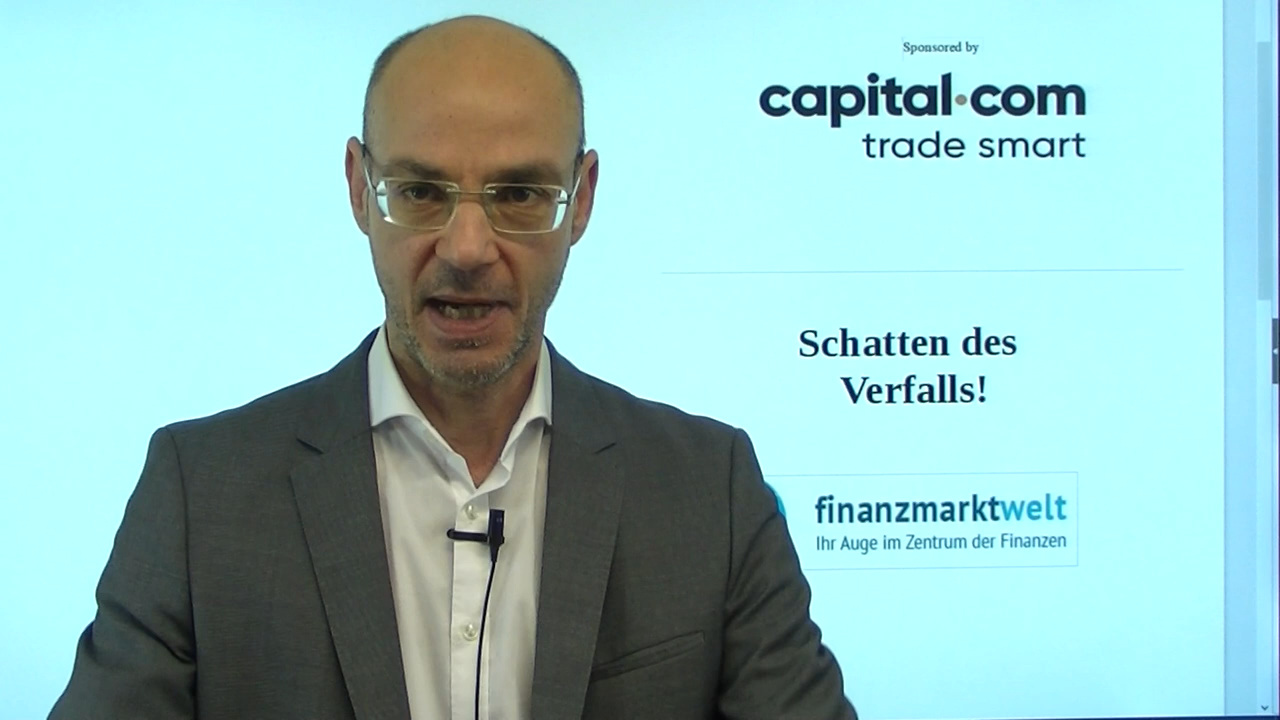 Sponsored by
capital.com
trade smart
Schatten des
Verfalls!
finanzmarktwelt
Ihr Auge im Zentrum der Finanzen